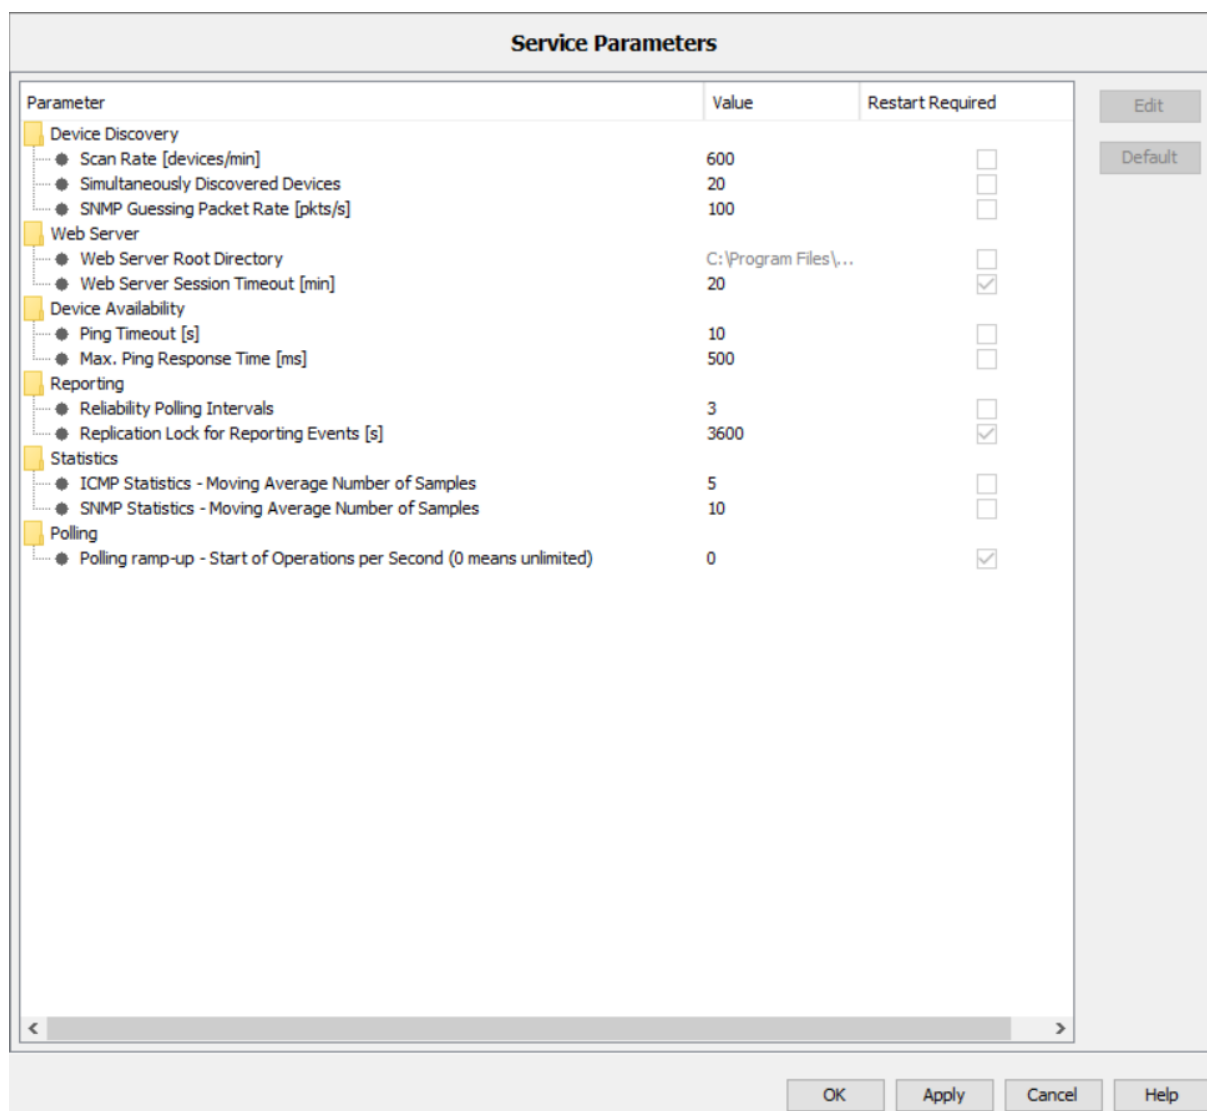 Service Parameters
Parameter Value Restart Required
Edit
Device Discovery
Scan Rate [devices/min] 600
Default
Simultaneously Discovered Devices 20
SNMP Guessing Packet Rate [pkts/s] 100
Web Server
Web Server Root Directory C:\Program Files\...
Web Server Session Timeout [min] 20
Device Availability
Ping Timeout [s] 10
Max. Ping Response Time [ms] 500
Reporting
Reliability Polling Intervals 3
Replication Lock for Reporting Events [s] 3600
Statistics
ICMP Statistics - Moving Average Number of Samples 5
SNMP Statistics - Moving Average Number of Samples 10
Polling
Polling ramp-up - Start of Operations per Second (0 means unlimited) 0
OK Apply Cancel Help